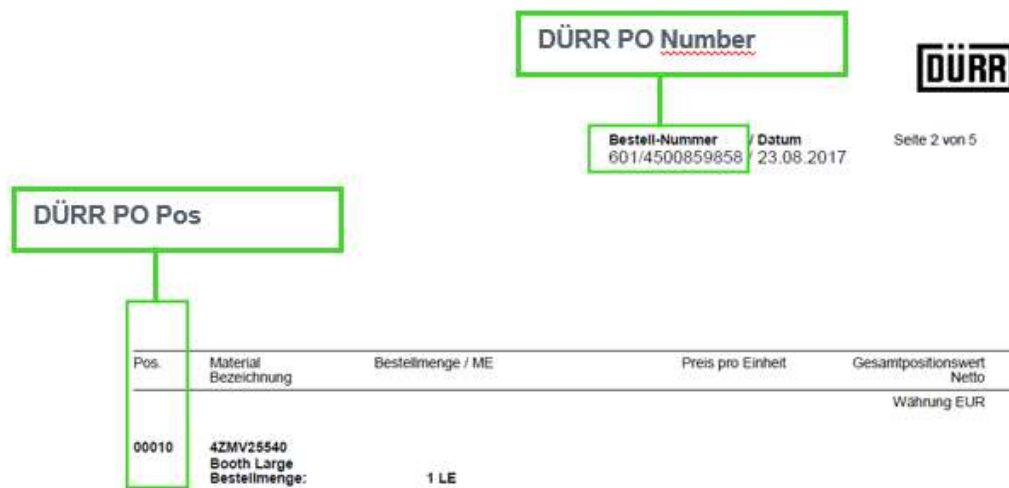 DÜRR PO Number
DÜRR
Bestell-Nummer / Datum Seite 2 von 5
601/4500859858 / 23.08.2017
DÜRR PO Pos
Pos. Material Bestellmenge / ME Preis pro Einheit Gesamtpositionswert
Bezeichnung Netto
Währung EUR
00010 4ZMV25540
Booth Large
Bestellmenge: 1 LE